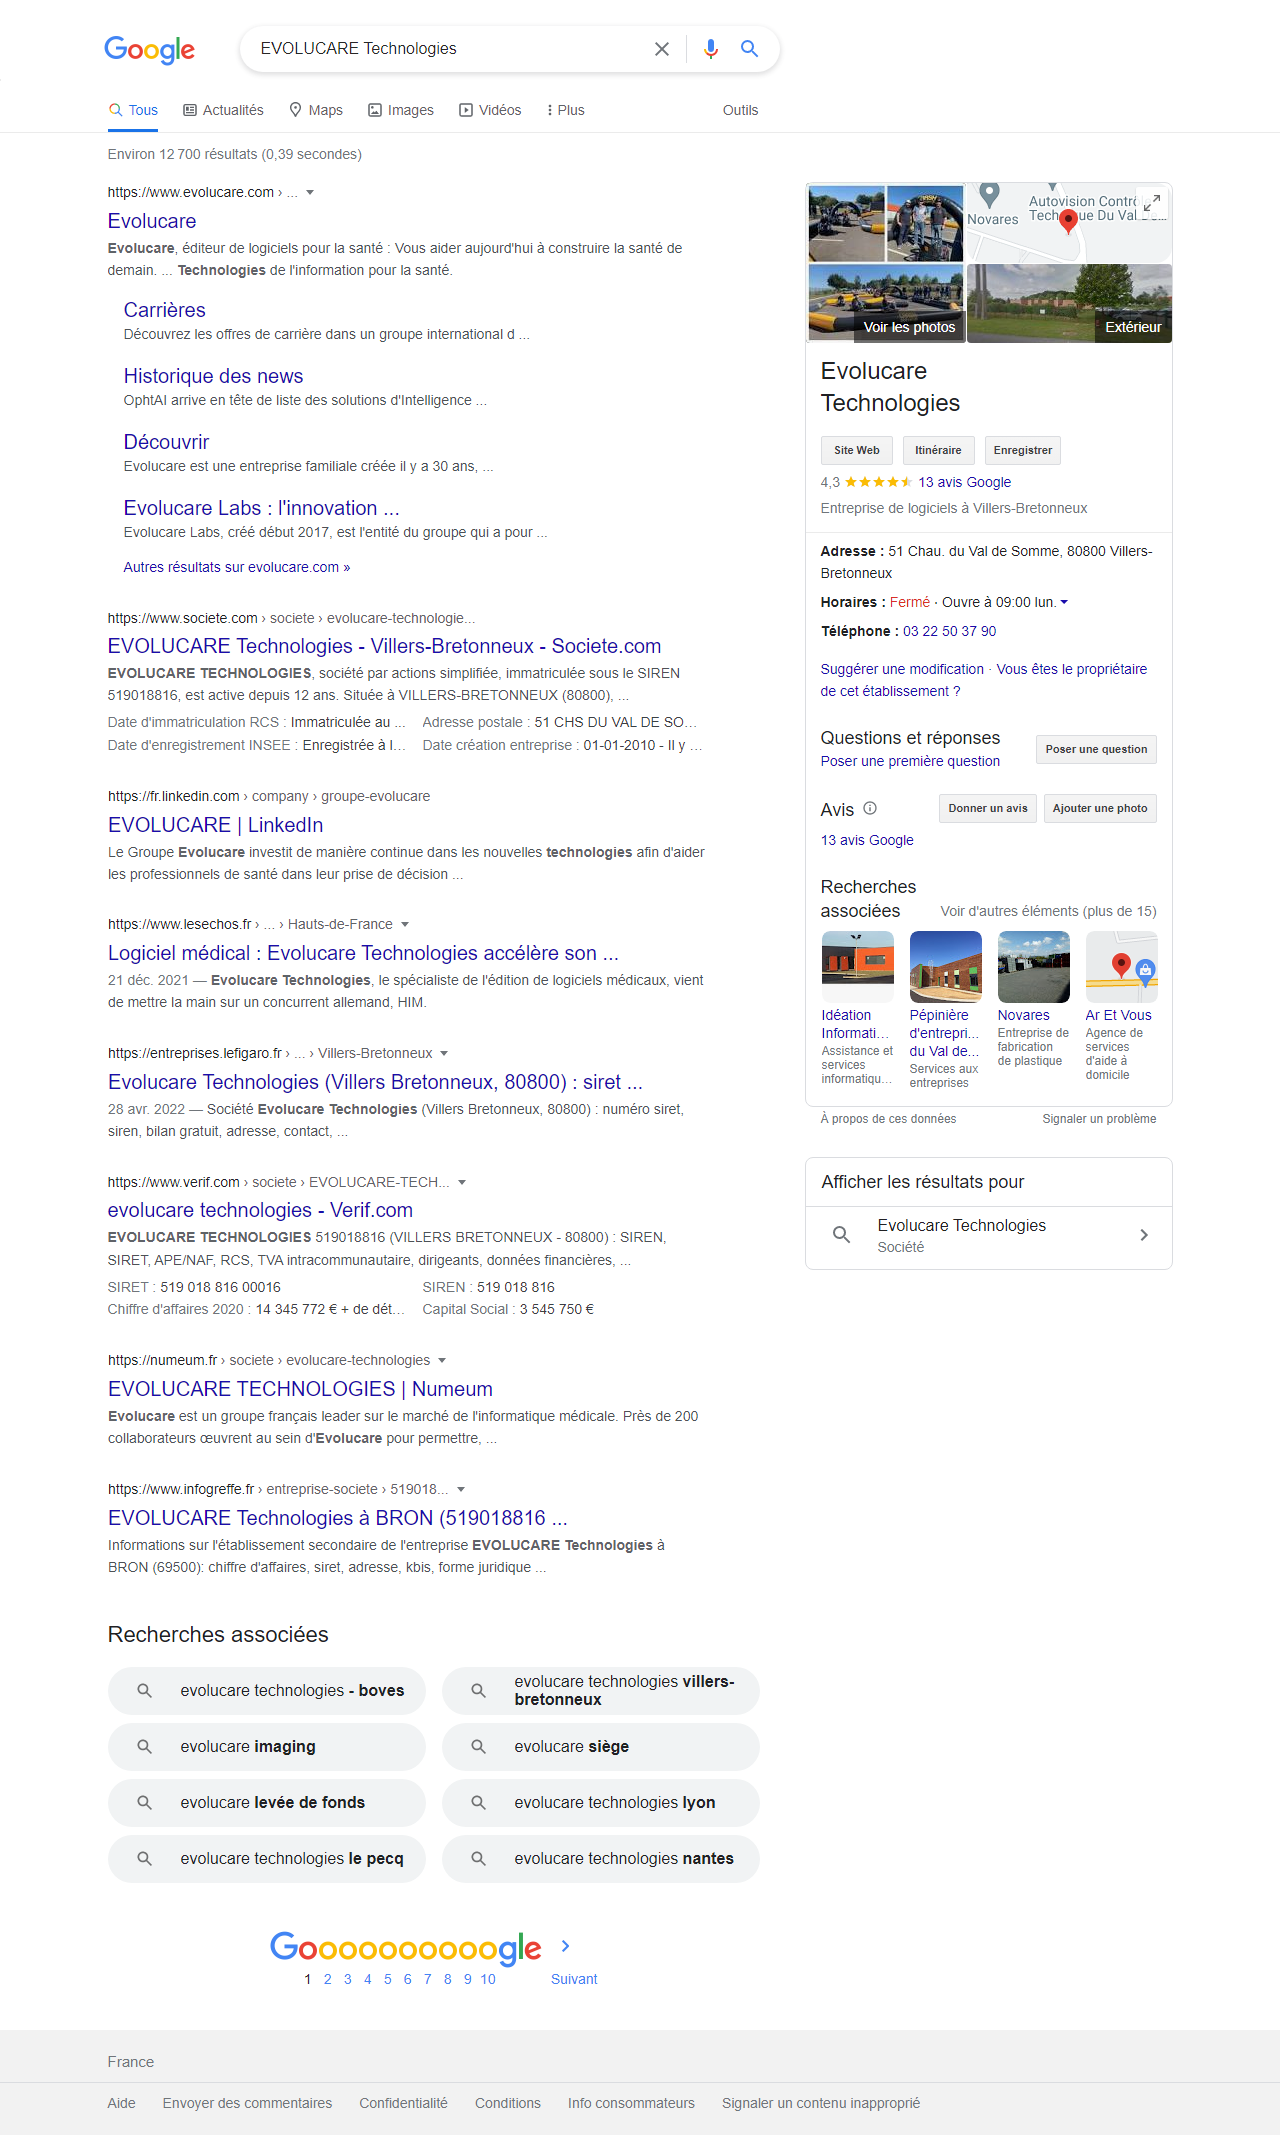 Google
EVOLUCARE Technologies
Tous
Actualités
Maps
Images
Vidéos
Plus
Outils
Environ 12 700 résultats (0,39 secondes)
https://www.evolucare.com › ...
Evolucare
Evolucare, éditeur de logiciels pour la santé : Vous aider aujourd'hui à construire la santé de
demain. ... Technologies de l'information pour la santé.
Carrières
Découvrez les offres de carrière dans un groupe international d ...
Historique des news
OphtAI arrive en tête de liste des solutions d'Intelligence ...
Découvrir
Evolucare est une entreprise familiale créée il y a 30 ans, ...
Evolucare Labs : l'innovation ...
Evolucare Labs, créé début 2017, est l'entité du groupe qui a pour ...
Autres résultats sur evolucare.com »
https://www.societe.com › societe › evolucare-technologie...
EVOLUCARE Technologies - Villers-Bretonneux - Societe.com
EVOLUCARE TECHNOLOGIES, société par actions simplifiée, immatriculée sous le SIREN
519018816, est active depuis 12 ans. Située à VILLERS-BRETONNEUX (80800), ...
Date d'immatriculation RCS : Immatriculée au ...
Adresse postale : 51 CHS DU VAL DE SO...
Date d'enregistrement INSEE : Enregistrée à l...
Date création entreprise : 01-01-2010 - Il y ...
https://fr.linkedin.com › company › groupe-evolucare
EVOLUCARE | LinkedIn
Le Groupe Evolucare investit de manière continue dans les nouvelles technologies afin d'aider
les professionnels de santé dans leur prise de décision ...
https://www.lesechos.fr › ... › Hauts-de-France
Logiciel médical : Evolucare Technologies accélère son ...
21 déc. 2021 — Evolucare Technologies, le spécialiste de l'édition de logiciels médicaux, vient
de mettre la main sur un concurrent allemand, HIM.
https://entreprises.lefigaro.fr › ... › Villers-Bretonneux
Evolucare Technologies (Villers Bretonneux, 80800) : siret ...
28 avr. 2022 — Société Evolucare Technologies (Villers Bretonneux, 80800) : numéro siret,
siren, bilan gratuit, adresse, contact, ...
https://www.verif.com › societe › EVOLUCARE-TECH...
evolucare technologies - Verif.com
EVOLUCARE TECHNOLOGIES 519018816 (VILLERS BRETONNEUX - 80800) : SIREN,
SIRET, APE/NAF, RCS, TVA intracommunautaire, dirigeants, données financières, ...
SIRET : 519 018 816 00016
SIREN : 519 018 816
Chiffre d'affaires 2020 : 14 345 772 € + de dét...
Capital Social : 3 545 750 €
https://numeum.fr › societe › evolucare-technologies
EVOLUCARE TECHNOLOGIES | Numeum
Evolucare est un groupe français leader sur le marché de l'informatique médicale. Près de 200
collaborateurs œuvrent au sein d'Evolucare pour permettre, ...
https://www.infogreffe.fr › entreprise-societe › 519018...
EVOLUCARE Technologies à BRON (519018816 ...
Informations sur l'établissement secondaire de l'entreprise EVOLUCARE Technologies à
BRON (69500): chiffre d'affaires, siret, adresse, kbis, forme juridique ...
Recherches associées
evolucare technologies - boves
evolucare technologies villers-
bretonneux
evolucare imaging
evolucare siège
evolucare levée de fonds
evolucare technologies lyon
evolucare technologies le pecq
evolucare technologies nantes
Goooooooooogle
1 2 3 4 5 6 7 8 9 10
Suivant
Novares
Autovision Contrô
Technique Du Val de...
Voir les photos
Extérieur
Evolucare
Technologies
Site Web
Itinéraire
Enregistrer
4,3
13 avis Google
Entreprise de logiciels à Villers-Bretonneux
Adresse : 51 Chau. du Val de Somme, 80800 Villers-
Bretonneux
Horaires : Fermé · Ouvre à 09:00 lun.
Téléphone : 03 22 50 37 90
Suggérer une modification · Vous êtes le propriétaire
de cet établissement ?
Questions et réponses
Poser une première question
Poser une question
Avis
Donner un avis
Ajouter une photo
13 avis Google
Recherches
associées
Voir d'autres éléments (plus de 15)
Idéation
Informati...
Assistance et
services
informatiqu...
Pépinière
d'entrepri...
du Val de...
Services aux
entreprises
Novares
Entreprise de
fabrication
de plastique
Ar Et Vous
Agence de
services
d'aide à
domicile
À propos de ces données
Signaler un problème
Afficher les résultats pour
Evolucare Technologies
Société
France
Aide
Envoyer des commentaires
Confidentialité
Conditions
Info consommateurs
Signaler un contenu inapproprié